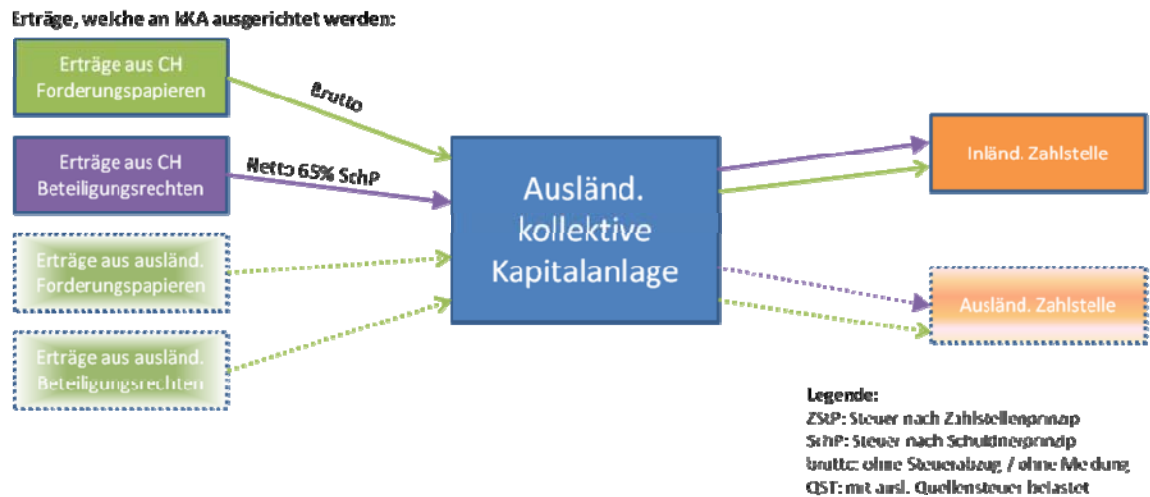 Erträge, welche an kKA ausgerichtet werden:
Erträge aus CH
Forderungspapieren
Brutto
Erträge aus CH
Beteiligungsrechten
Netto 65% SchP
Erträge aus ausländ.
Forderungspapieren
Erträge aus ausländ.
Beteiligungsrechten
Ausländ.
kollektive
Kapitalanlage
Inländ. Zahlstelle
Ausländ. Zahlstelle
Legende:
ZStP: Steuer nach Zahlstellenprinzip
SchP: Steuer nach Schuldnerprinzip
brutto: ohne Steuerabzug / ohne Meldung
QST: mit ausl. Quellensteuer belastet